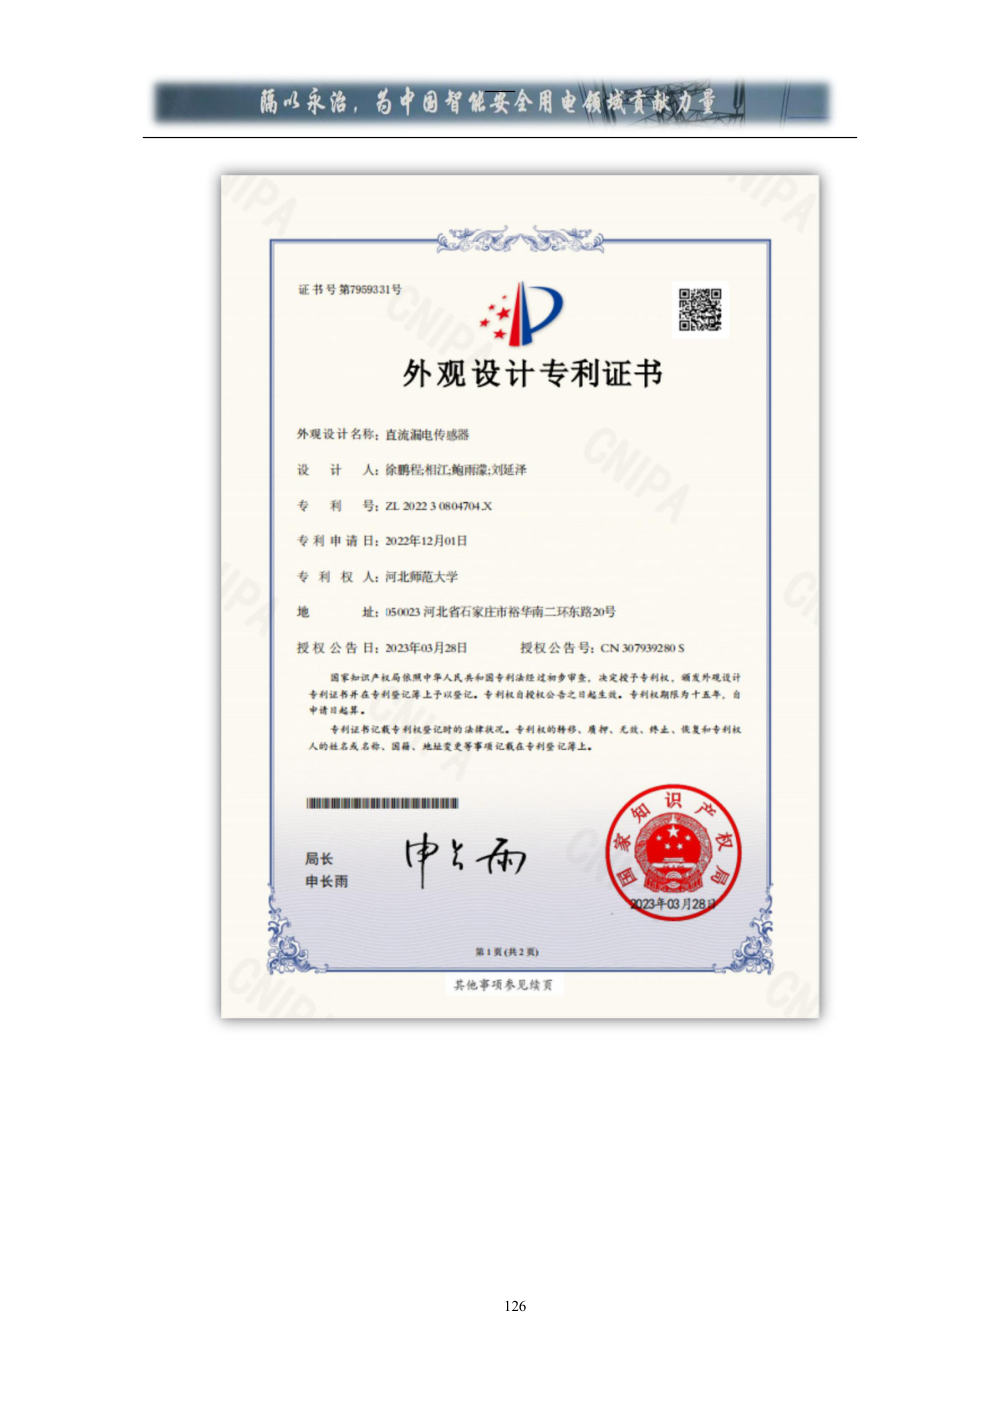 隔以永治，为中国智能安全用电领域贡献力量
证书号第7959331号
外观设计专利证书
外观设计名称：直流漏电传感器
设计人：徐鹏程;相江;鲍雨濛;刘延泽
专利号：ZL 2022 3 0804704.X
专利申请日：2022年12月01日
专利权人：河北师范大学
地址：050023 河北省石家庄市裕华南二环东路20号
授权公告日：2023年03月28日 授权公告号：CN 307939280 S
国家知识产权局依照中华人民共和国专利法经过初步审查，决定授予专利权，颁发外观设计
专利证书并在专利登记簿上予以登记。专利权自授权公告之日起生效。专利权期限为十五年，自
申请日起算。
专利证书记载专利权登记时的法律状况。专利权的转移、质押、无效、终止、恢复和专利权
人的姓名或名称、国籍、地址变更等事项记载在专利登记簿上。
局长
申长雨
申长雨
国家知识产权局
2023年03月28日
第 1 页 (共 2 页)
其他事项参见续页
CNIPA
126